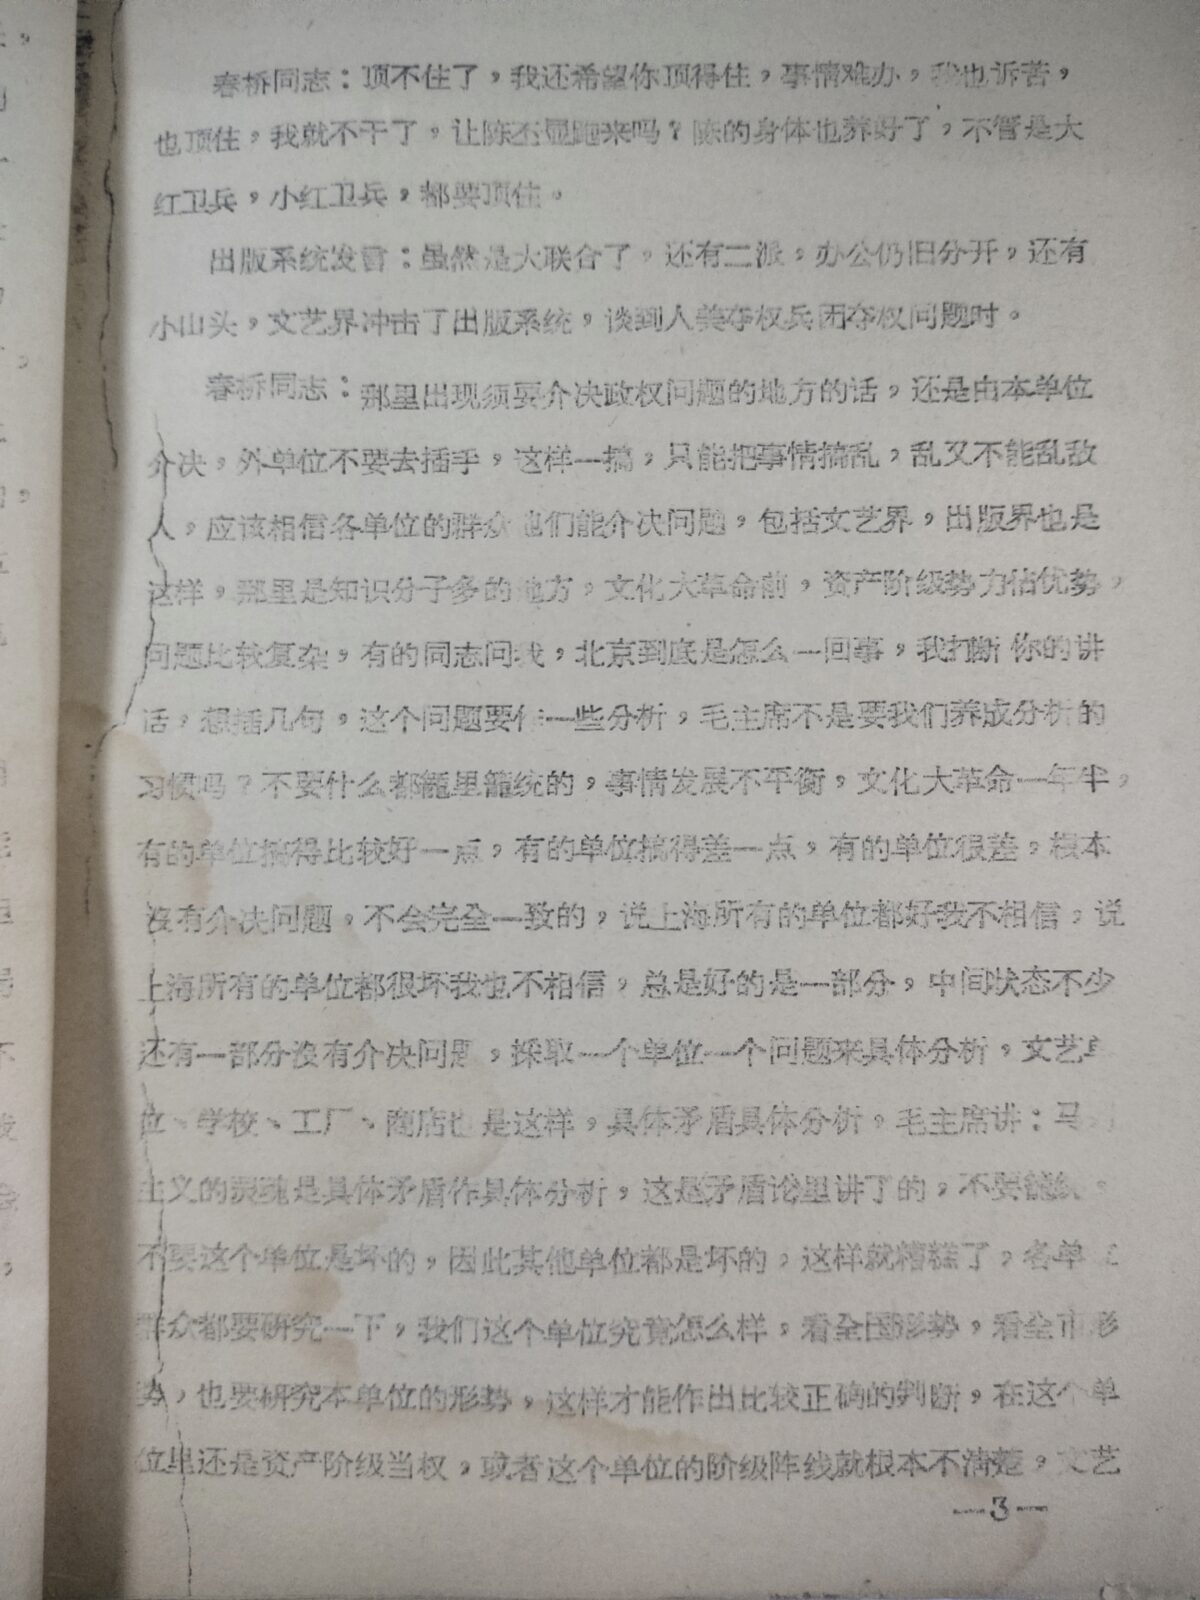 春桥同志：顶不住了，我还希望你顶得住，事情难办，我也诉苦，
也顶住，我就不干了。让陈丕显跑来吗？陈的身体也养好了，不管是大
红卫兵，小红卫兵，都要顶住。
出版系统发言：虽然是大联合了，还有二派，办公仍旧分开，还有
小山头，文艺界冲击了出版系统，谈到人美夺权兵团夺权问题时。
春桥同志：那里出现须要介决政权问题的地方的话，还是由本单位
介决，外单位不要去插手，这样一搞，只能把事情搞乱，乱又不能乱敌
人，应该相信各单位的群众 他们能介决问题，包括文艺界，出版界也是
这样，那里是知识分子多的地方，文化大革命前，资产阶级势力估优势，
问题比较复杂，有的同志问我，北京到底是怎么一回事，我打断你的讲
话，想插几句，这个问题要作一些分析，毛主席不是要我们养成分析的
习惯吗？不要什么都籠里籠统的，事情发展不平衡，文化大革命一年半，
有的单位搞得比较好一点，有的单位搞得差一点，有的单位很差，根本
没有介决问题，不会完全一致的，说上海所有的单位都好我不相信，说
上海所有的单位都很坏我也不相信，总是好的是一部分，中间状态不少
还有一部分没有介决问题，採取一个单位一个问题来具体分析，文艺单
位、学校、工厂、商店也是这样，具体矛盾具体分析。毛主席讲：马
主义的灵魂是具体矛盾作具体分析，这是矛盾论里讲了的，不要籠统。
不要这个单位是坏的，因此其他单位都是坏的，这样就糟糕了，各单位
群众都要研究一下，我们这个单位究竟怎么样，看全国形势，看全市形
势，也要研究本单位的形势，这样才能作出比较正确的判断，在这个单
位里还是资产阶级当权，或者这个单位的阶级阵线就根本不清楚，文艺
—3—